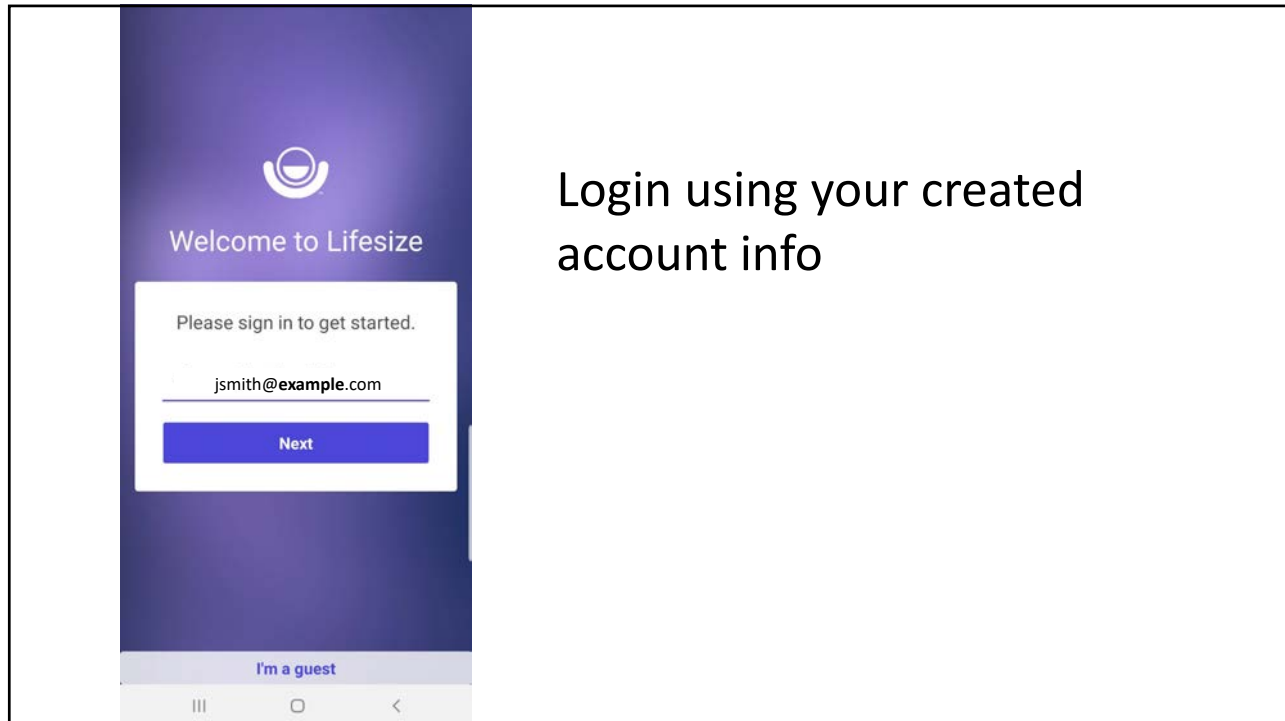 Welcome to Lifesize
Please sign in to get started.
jsmith@example.com
Next
I'm a guest
Login using your created
account info